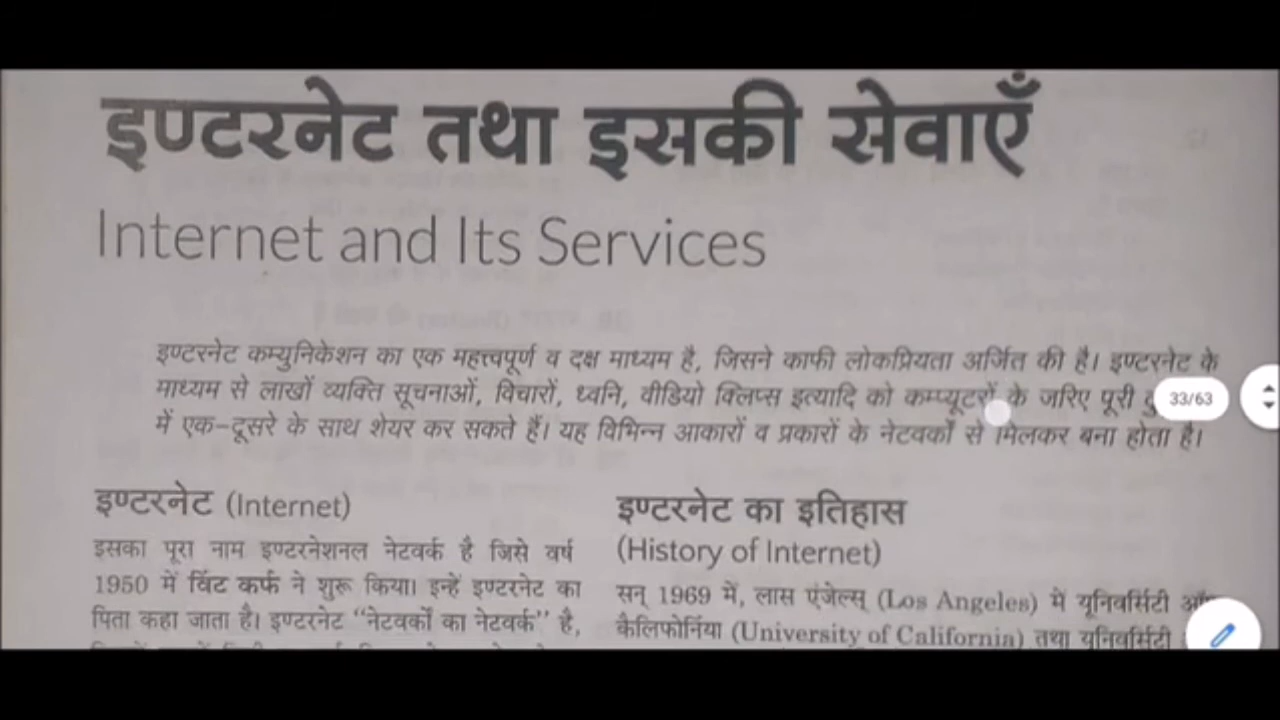 इण्टरनेट तथा इसकी सेवाएँ
Internet and Its Services
इण्टरनेट कम्युनिकेशन का एक महत्त्वपूर्ण व दक्ष माध्यम है, जिसने काफी लोकप्रियता अर्जित की है। इण्टरनेट के
माध्यम से लाखों व्यक्ति सूचनाओं, विचारों, ध्वनि, वीडियो क्लिप्स इत्यादि को कम्प्यूटरों के जरिए पूरी
33/63
में एक-दूसरे के साथ शेयर कर सकते हैं। यह विभिन्न आकारों व प्रकारों के नेटवर्कों से मिलकर बना होता है।
इण्टरनेट (Internet)
इसका पूरा नाम इण्टरनेशनल नेटवर्क है जिसे वर्ष
1950 में विंट कर्फ ने शुरू किया। इन्हें इण्टरनेट का
पिता कहा जाता है। इण्टरनेट “नेटवर्कों का नेटवर्क” है,
इण्टरनेट का इतिहास
(History of Internet)
सन् 1969 में, लास एंजेल्स् (Los Angeles) में यूनिवर्सिटी
कैलिफोर्निया (University of California) तथा यूनिवर्सिटी